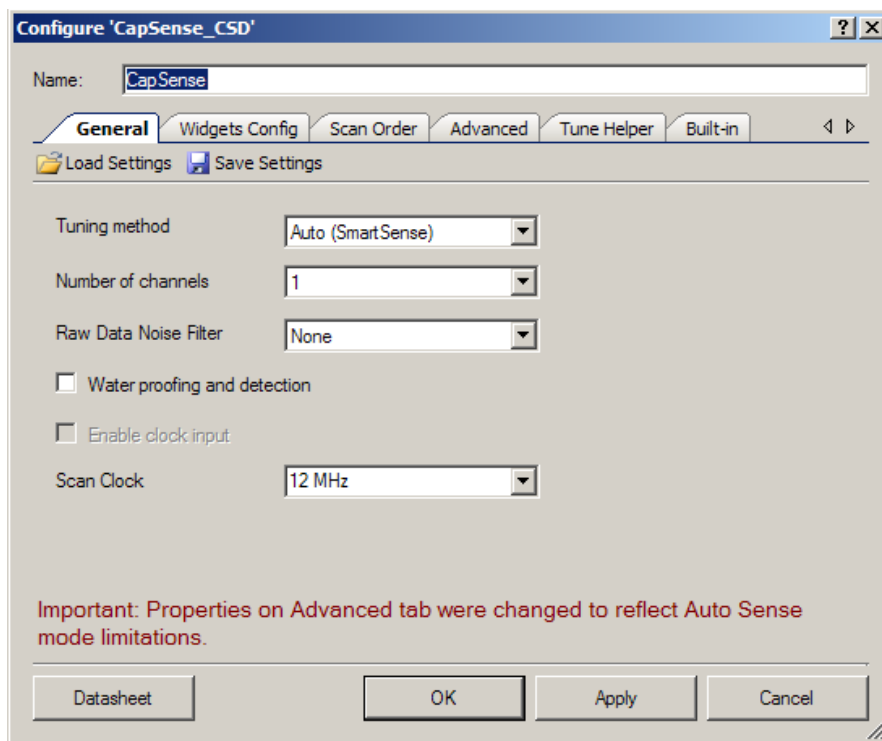 Configure 'CapSense_CSD'
Name: CapSense
General Widgets Config Scan Order Advanced Tune Helper Built-in
Load Settings Save Settings
Tuning method Auto (SmartSense)
Number of channels 1
Raw Data Noise Filter None
Water proofing and detection
Enable clock input
Scan Clock 12 MHz
Important: Properties on Advanced tab were changed to reflect Auto Sense
mode limitations.
Datasheet OK Apply Cancel